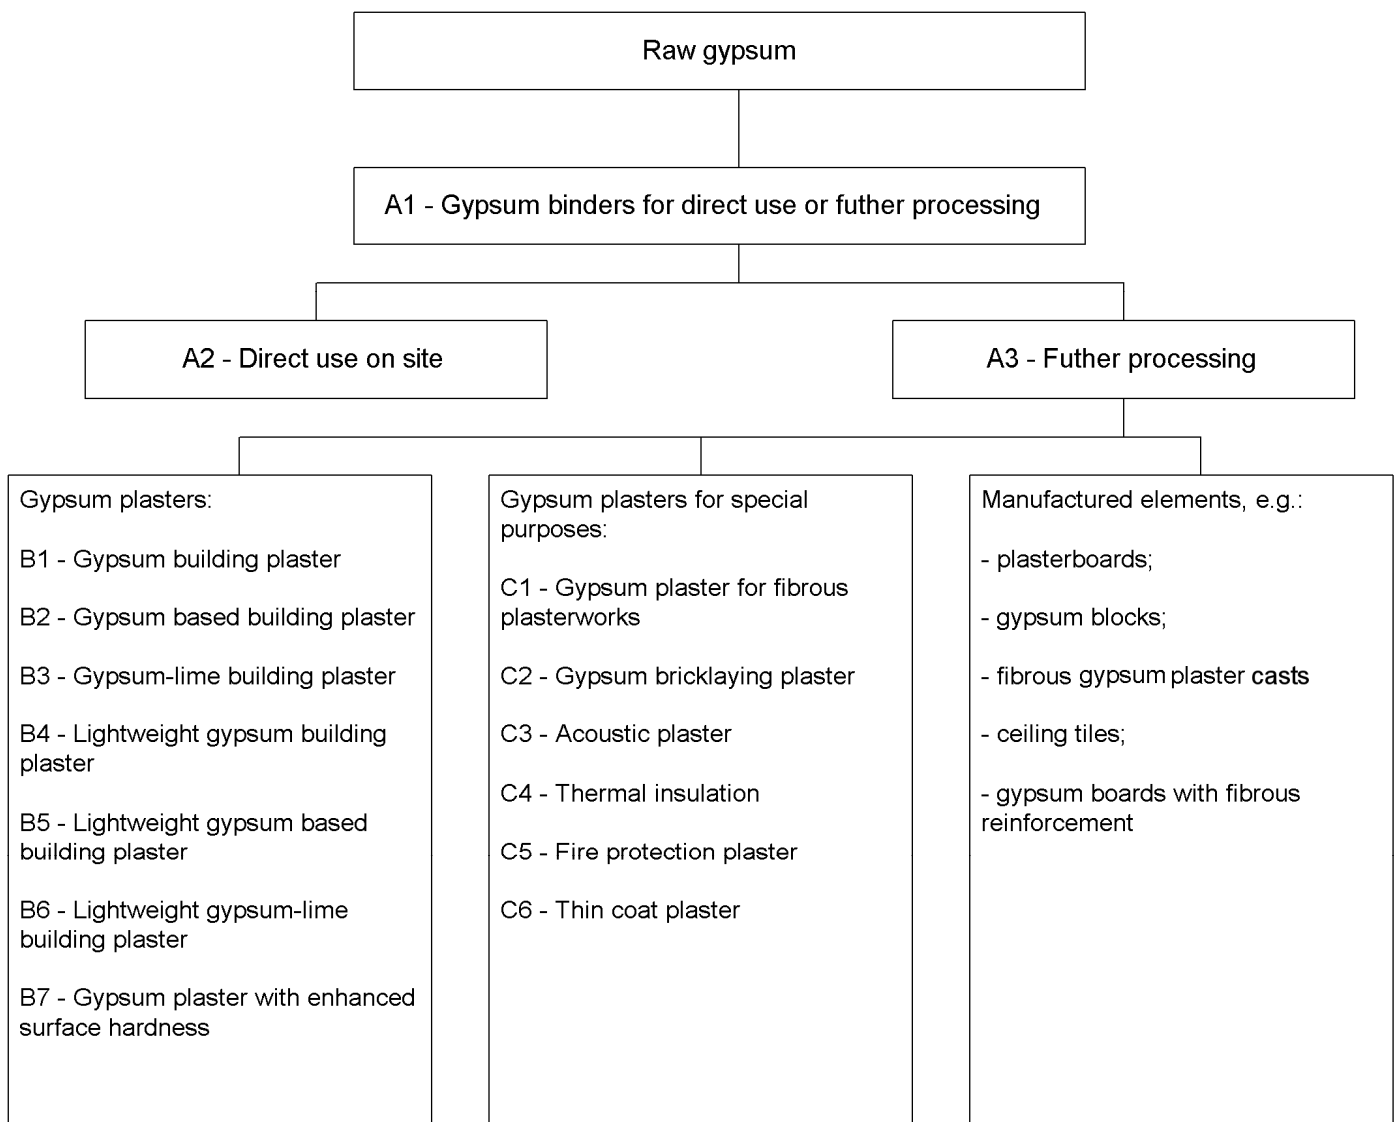 Raw gypsum
A1 - Gypsum binders for direct use or futher processing
A2 - Direct use on site
A3 - Futher processing
Gypsum plasters:
B1 - Gypsum building plaster
B2 - Gypsum based building plaster
B3 - Gypsum-lime building plaster
B4 - Lightweight gypsum building
plaster
B5 - Lightweight gypsum based
building plaster
B6 - Lightweight gypsum-lime
building plaster
B7 - Gypsum plaster with enhanced
surface hardness
Gypsum plasters for special
purposes:
C1 - Gypsum plaster for fibrous
plasterworks
C2 - Gypsum bricklaying plaster
C3 - Acoustic plaster
C4 - Thermal insulation
C5 - Fire protection plaster
C6 - Thin coat plaster
Manufactured elements, e.g.:
- plasterboards;
- gypsum blocks;
- fibrous gypsum plaster casts
- ceiling tiles;
- gypsum boards with fibrous
reinforcement